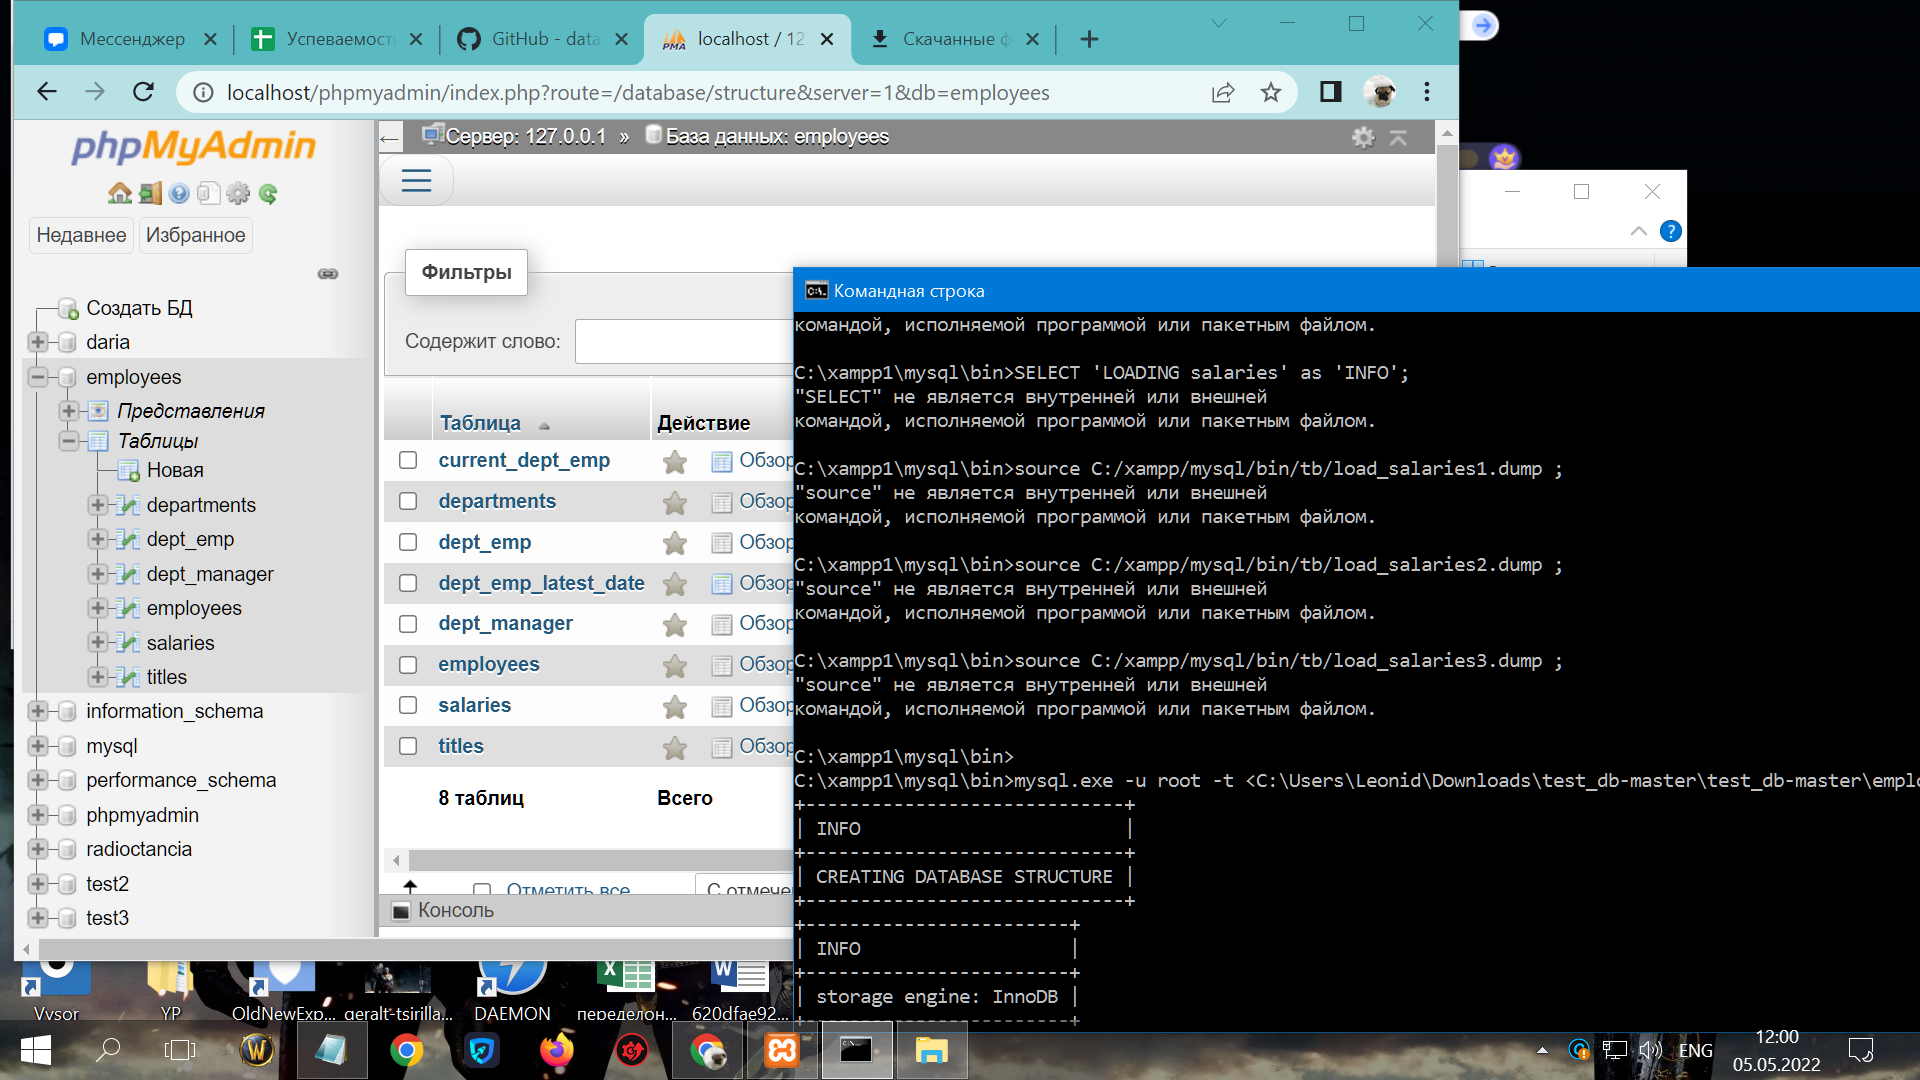 Мессенджер
Успеваемост
GitHub - data
localhost / 12
Скачанные ф
localhost/phpmyadmin/index.php?route=/database/structure&server=1&db=employees
phpMyAdmin
Недавнее
Избранное
Создать БД
daria
employees
Представления
Таблицы
Новая
departments
dept_emp
dept_manager
employees
salaries
titles
information_schema
mysql
performance_schema
phpmyadmin
radioctancia
test2
test3
Сервер: 127.0.0.1 » База данных: employees
Фильтры
Содержит слово:
Таблица Действие
current_dept_emp Обзор
departments Обзор
dept_emp Обзор
dept_emp_latest_date Обзор
dept_manager Обзор
employees Обзор
salaries Обзор
titles Обзор
8 таблиц Всего
Отметить все
С отмече
Консоль
Командная строка
командой, исполняемой программой или пакетным файлом.
C:\xampp1\mysql\bin>SELECT 'LOADING salaries' as 'INFO';
"SELECT" не является внутренней или внешней
командой, исполняемой программой или пакетным файлом.
C:\xampp1\mysql\bin>source C:/xampp/mysql/bin/tb/load_salaries1.dump ;
"source" не является внутренней или внешней
командой, исполняемой программой или пакетным файлом.
C:\xampp1\mysql\bin>source C:/xampp/mysql/bin/tb/load_salaries2.dump ;
"source" не является внутренней или внешней
командой, исполняемой программой или пакетным файлом.
C:\xampp1\mysql\bin>source C:/xampp/mysql/bin/tb/load_salaries3.dump ;
"source" не является внутренней или внешней
командой, исполняемой программой или пакетным файлом.
C:\xampp1\mysql\bin>
C:\xampp1\mysql\bin>mysql.exe -u root -t <C:\Users\Leonid\Downloads\test_db-master\test_db-master\emplo
+-----------------------------+
| INFO |
+-----------------------------+
| CREATING DATABASE STRUCTURE |
+-----------------------------+
+------------------------+
| INFO |
+------------------------+
| storage engine: InnoDB |
+------------------------+
Vysor
YP
OldNewExp...
geralt-tsirilla...
DAEMON
переделон...
620dfae92...
ENG
12:00
05.05.2022